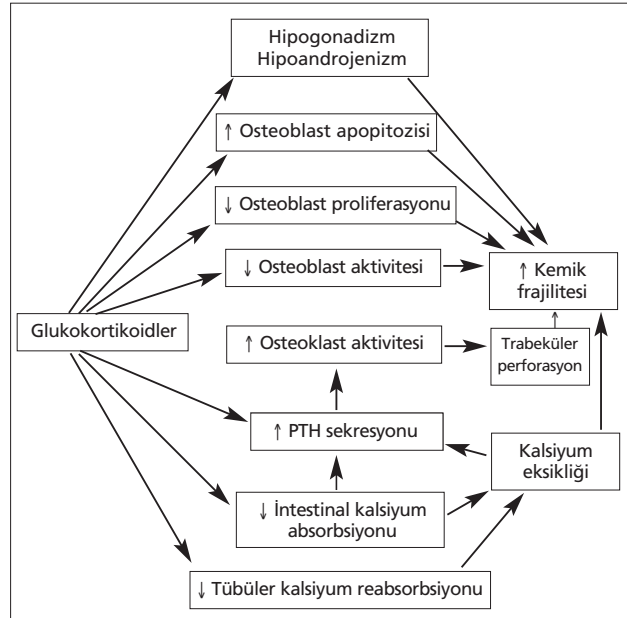 Hipogonadizm
Hipoandrojenizm
↑ Osteoblast apopitozisi
↓ Osteoblast proliferasyonu
↓ Osteoblast aktivitesi
↑ Kemik
frajilitesi
Glukokortikoidler
↑ Osteoklast aktivitesi
Trabeküler
perforasyon
↑ PTH sekresyonu
Kalsiyum
eksikliği
↓ İntestinal kalsiyum
absorbsiyonu
↓ Tübüler kalsiyum reabsorbsiyonu